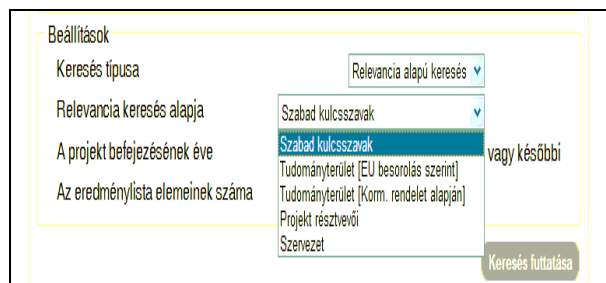 Beállítások
Keresés típusa Relevancia alapú keresés
Relevancia keresés alapja Szabad kulcsszavak
Szabad kulcsszavak
A projekt befejezésének éve vagy későbbi
Tudományterület [EU besorolás szerint]
Az eredménylista elemeinek száma Tudományterület [Korm. rendelet alapján]
Projekt résztvevői
Szervezet
Keresés futtatása